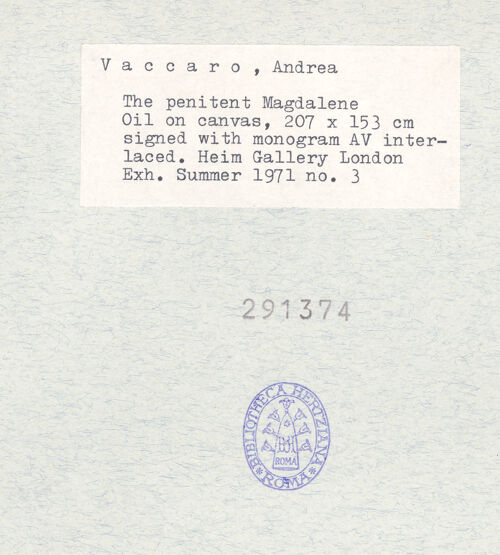 V a c c a r o , Andrea
The penitent Magdalene
Oil on canvas, 207 x 153 cm
signed with monogram AV inter-
laced. Heim Gallery London
Exh. Summer 1971 no. 3
291374
*BIBLIOTHECA HERTZIANA*
ROMA
ROMA